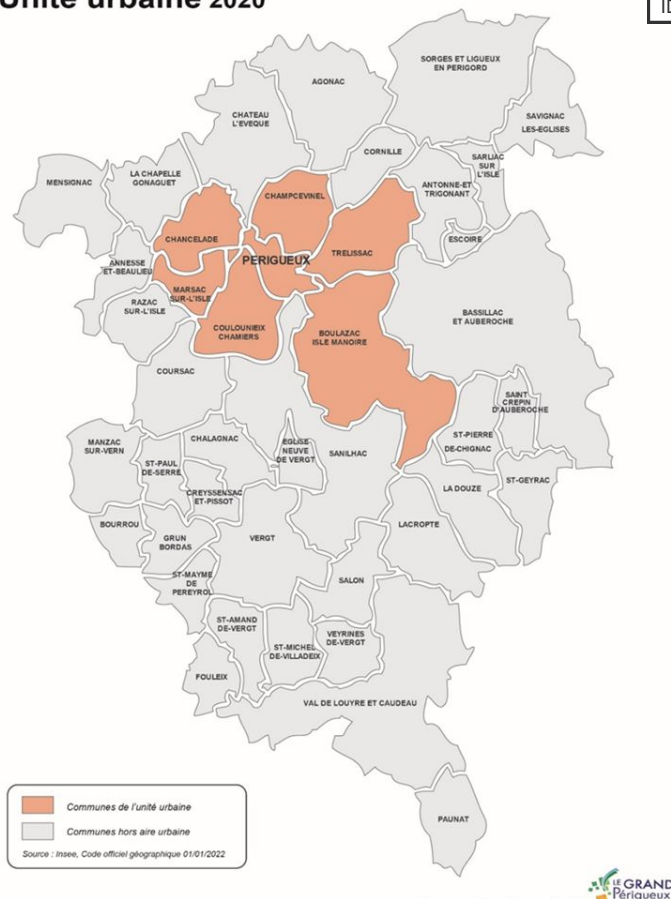 Unité urbaine 2020
SORGES ET LIGUEUX
EN PERIGORD
AGONAC
SAVIGNAC
LES-EGLISES
CHATEAU
L'EVEQUE
CORNILLE
SARLIAC
SUR
L'ISLE
LA CHAPELLE
GONAGUET
MENSIGNAC
ANTONNE-ET
TRIGONANT
CHAMPCEVINEL
CHANCELADE
ESCOIRE
TRELISSAC
PERIGUEUX
ANNESSE
ET-BEAULIEU
MARSAC
SUR-L'ISLE
RAZAC
SUR-L'ISLE
BASSILLAC
ET AUBEROCHE
COULOUNIEIX
CHAMIERS
BOULAZAC
ISLE MANOIRE
COURSAC
SAINT
CREPIN
D'AUBEROCHE
ST-PIERRE
DE-CHIGNAC
MANZAC
SUR-VERN
CHALAGNAC
EGLISE
NEUVE
DE VERGT
SANILHAC
ST-PAUL
DE-SERRE
ST-GEYRAC
LA DOUZE
CREYSSENSAC
ET-PISSOT
BOURROU
LACROPTE
GRUN
BORDAS
VERGT
ST-MAYME
DE
PEREYROL
SALON
ST-AMAND
DE-VERGT
VEYRINES
DE-VERGT
ST-MICHEL
DE-VILLADEIX
FOULEIX
VAL DE LOUYRE ET CAUDEAU
PAUNAT
Communes de l'unité urbaine
Communes hors aire urbaine
Source : Insee, Code officiel géographique 01/01/2022
LE GRAND
Périgueux